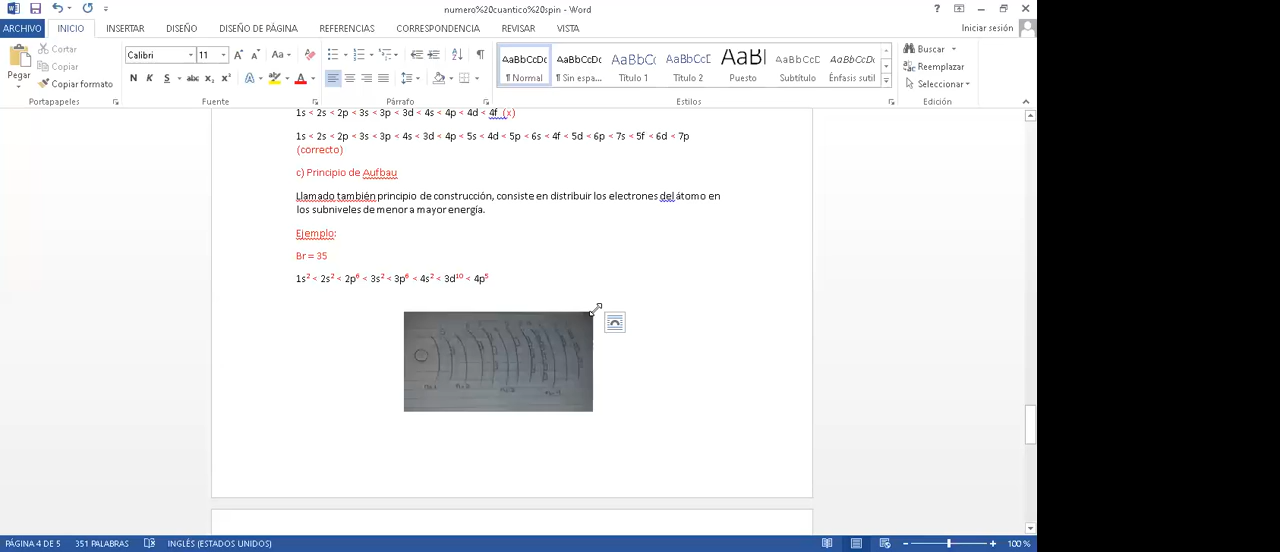 numero%20cuantico%20spin - Word
Iniciar sesión
ARCHIVO INICIO INSERTAR DISEÑO DISEÑO DE PÁGINA REFERENCIAS CORRESPONDENCIA REVISAR VISTA
Pegar
Cortar
Copiar
Copiar formato
Portapapeles
Calibri 11
N K S abc x₂ x²
Fuente
Párrafo
AaBbCcDc ¶ Normal
AaBbCcDc ¶ Sin espa...
AaBbCc Título 1
AaBbCcD Título 2
AaBl Puesto
AaBbCcD Subtítulo
AaBbCcDc Énfasis sutil
Estilos
Buscar
Reemplazar
Seleccionar
Edición
1s < 2s < 2p < 3s < 3p < 3d < 4s < 4p < 4d < 4f (x)
1s < 2s < 2p < 3s < 3p < 4s < 3d < 4p < 5s < 4d < 5p < 6s < 4f < 5d < 6p < 7s < 5f < 6d < 7p
(correcto)
c) Principio de Aufbau
Llamado también principio de construcción, consiste en distribuir los electrones del átomo en
los subniveles de menor a mayor energía.
Ejemplo:
Br = 35
1s² < 2s² < 2p⁶ < 3s² < 3p⁶ < 4s² < 3d¹⁰ < 4p⁵
PÁGINA 4 DE 5 351 PALABRAS INGLÉS (ESTADOS UNIDOS) 100 %